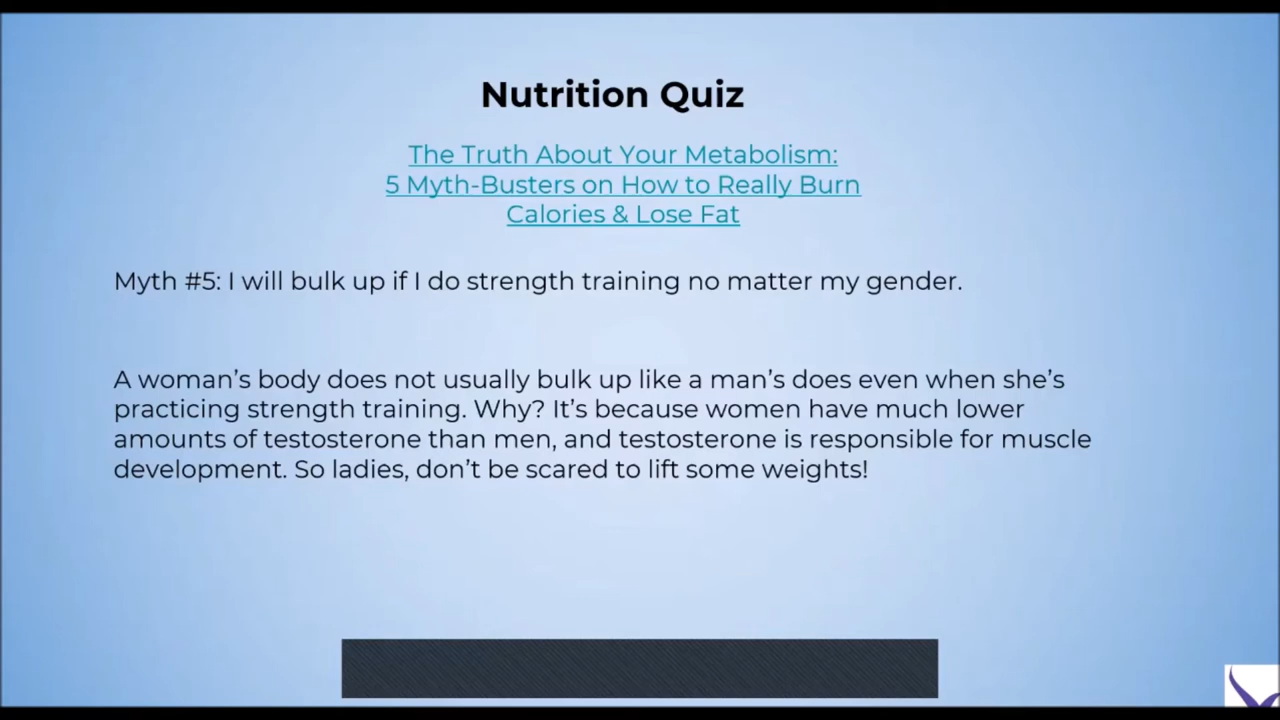 Nutrition Quiz
The Truth About Your Metabolism:
5 Myth-Busters on How to Really Burn
Calories & Lose Fat
Myth #5: I will bulk up if I do strength training no matter my gender.
A woman’s body does not usually bulk up like a man’s does even when she’s
practicing strength training. Why? It’s because women have much lower
amounts of testosterone than men, and testosterone is responsible for muscle
development. So ladies, don’t be scared to lift some weights!